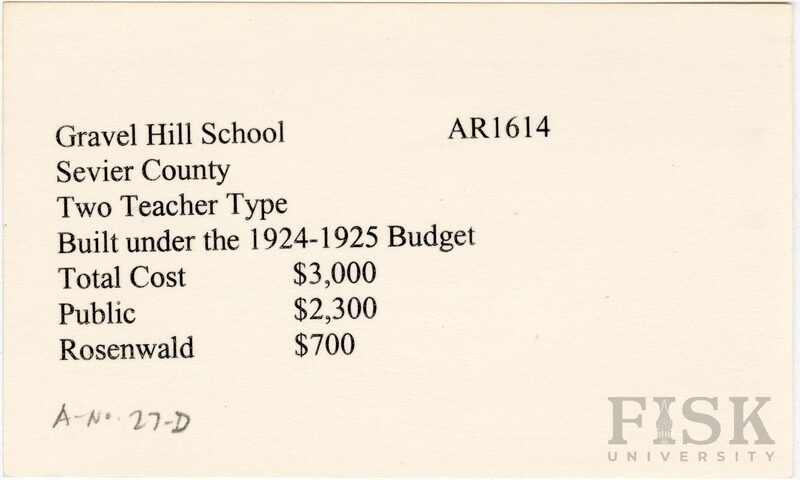 Gravel Hill School AR1614
Sevier County
Two Teacher Type
Built under the 1924-1925 Budget
Total Cost $3,000
Public $2,300
Rosenwald $700
A-No. 27-D
FISK
UNIVERSITY